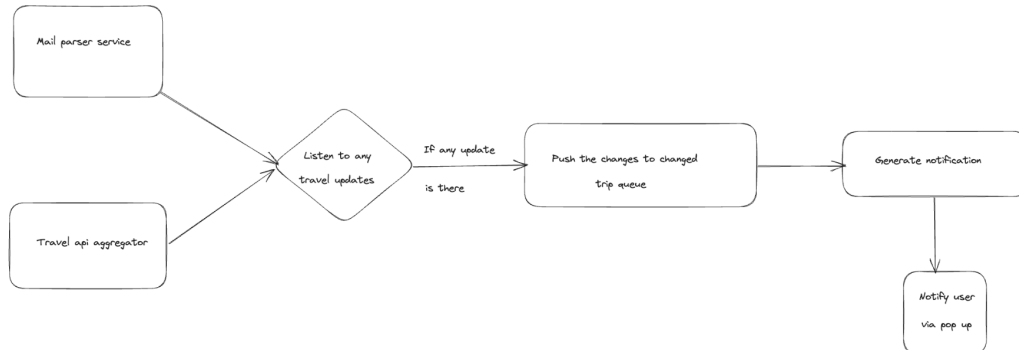 Mail parser service
Listen to any
travel updates
If any update
is there
Push the changes to changed
trip queue
Generate notification
Travel api aggregator
Notify user
via pop up